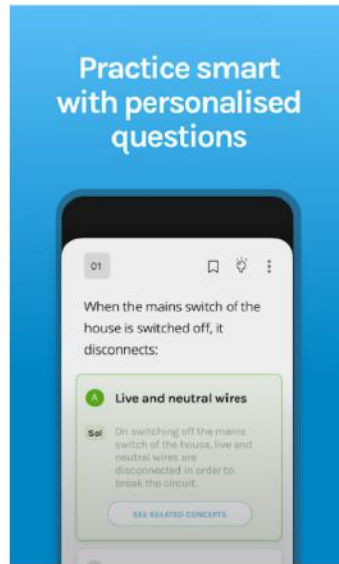 Practice smart
with personalised
questions
01
When the mains switch of the
house is switched off, it
disconnects:
A Live and neutral wires
Sol On switching off the mains
switch of the house, live and
neutral wires are
disconnected in order to
break the circuit.
SEE RELATED CONCEPTS